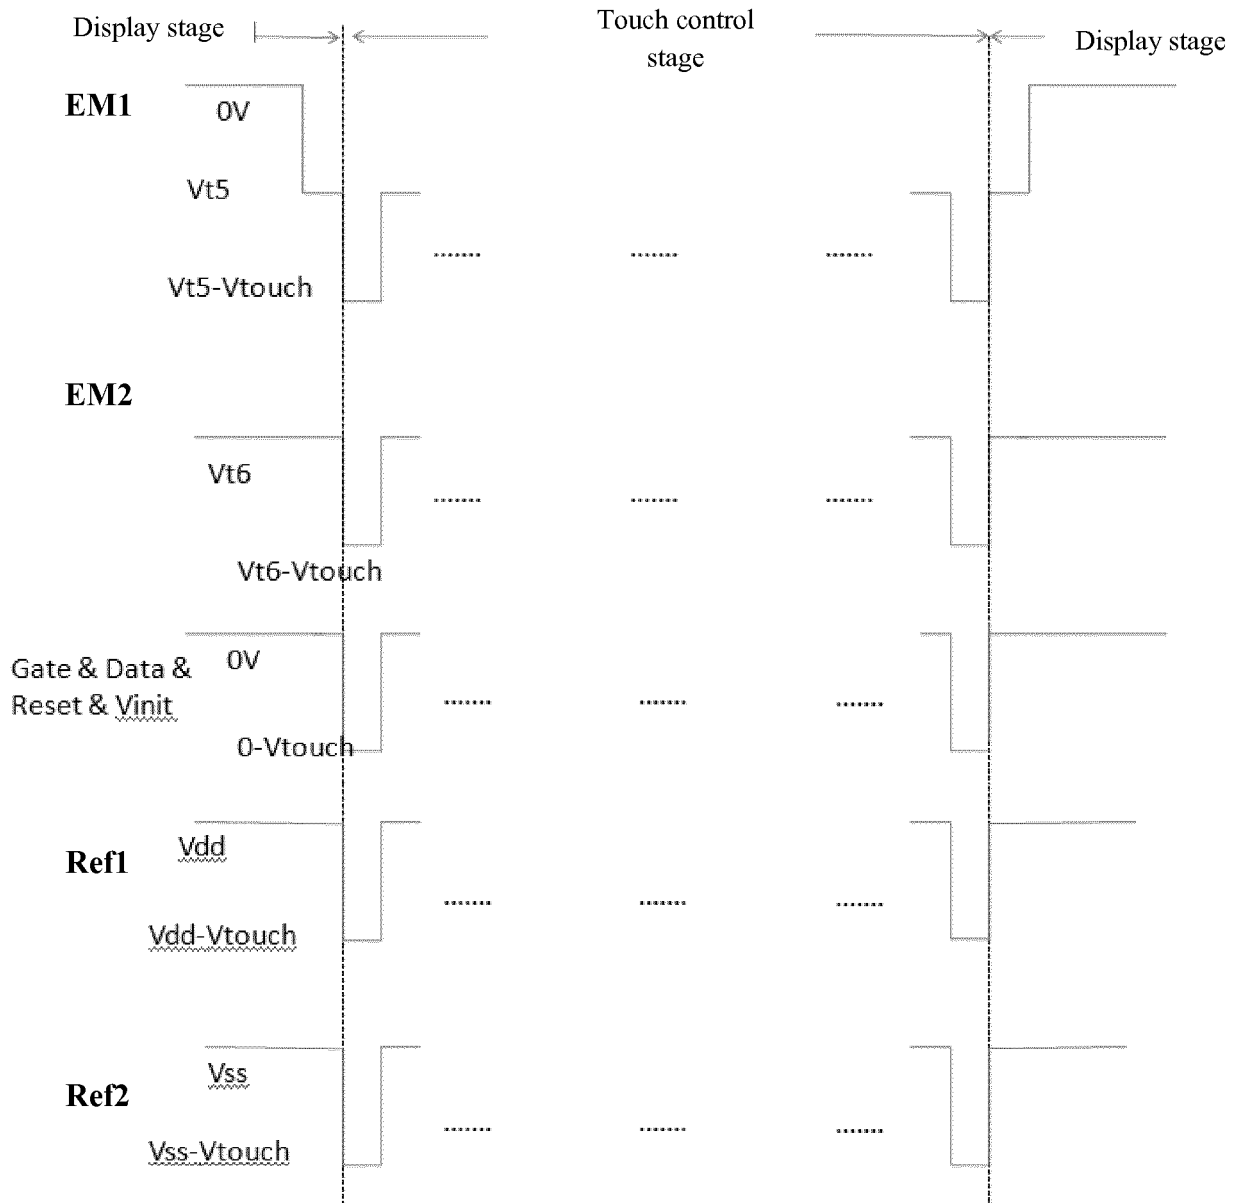 Display stage
Touch control
stage
Display stage
EM1
0V
Vt5
Vt5-Vtouch
EM2
Vt6
Vt6-Vtouch
Gate & Data &
Reset & Vinit
0V
0-Vtouch
Ref1
Vdd
Vdd-Vtouch
Ref2
Vss
Vss-Vtouch